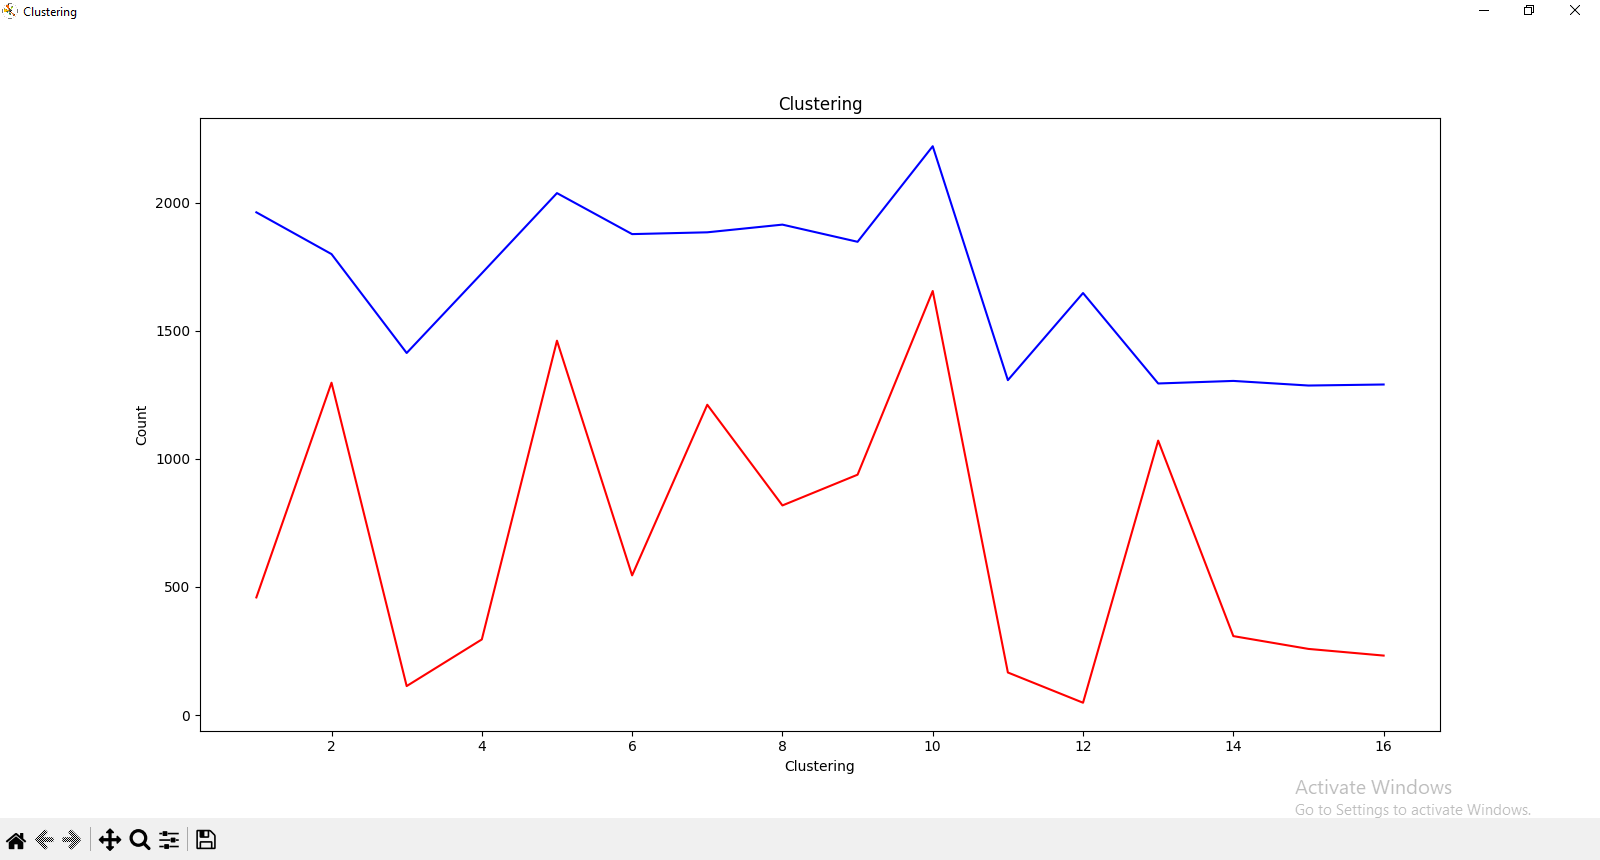 Clustering
Clustering
2000
1500
1000
500
0
Count
2 4 6 8 10 12 14 16
Clustering
Activate Windows
Go to Settings to activate Windows.